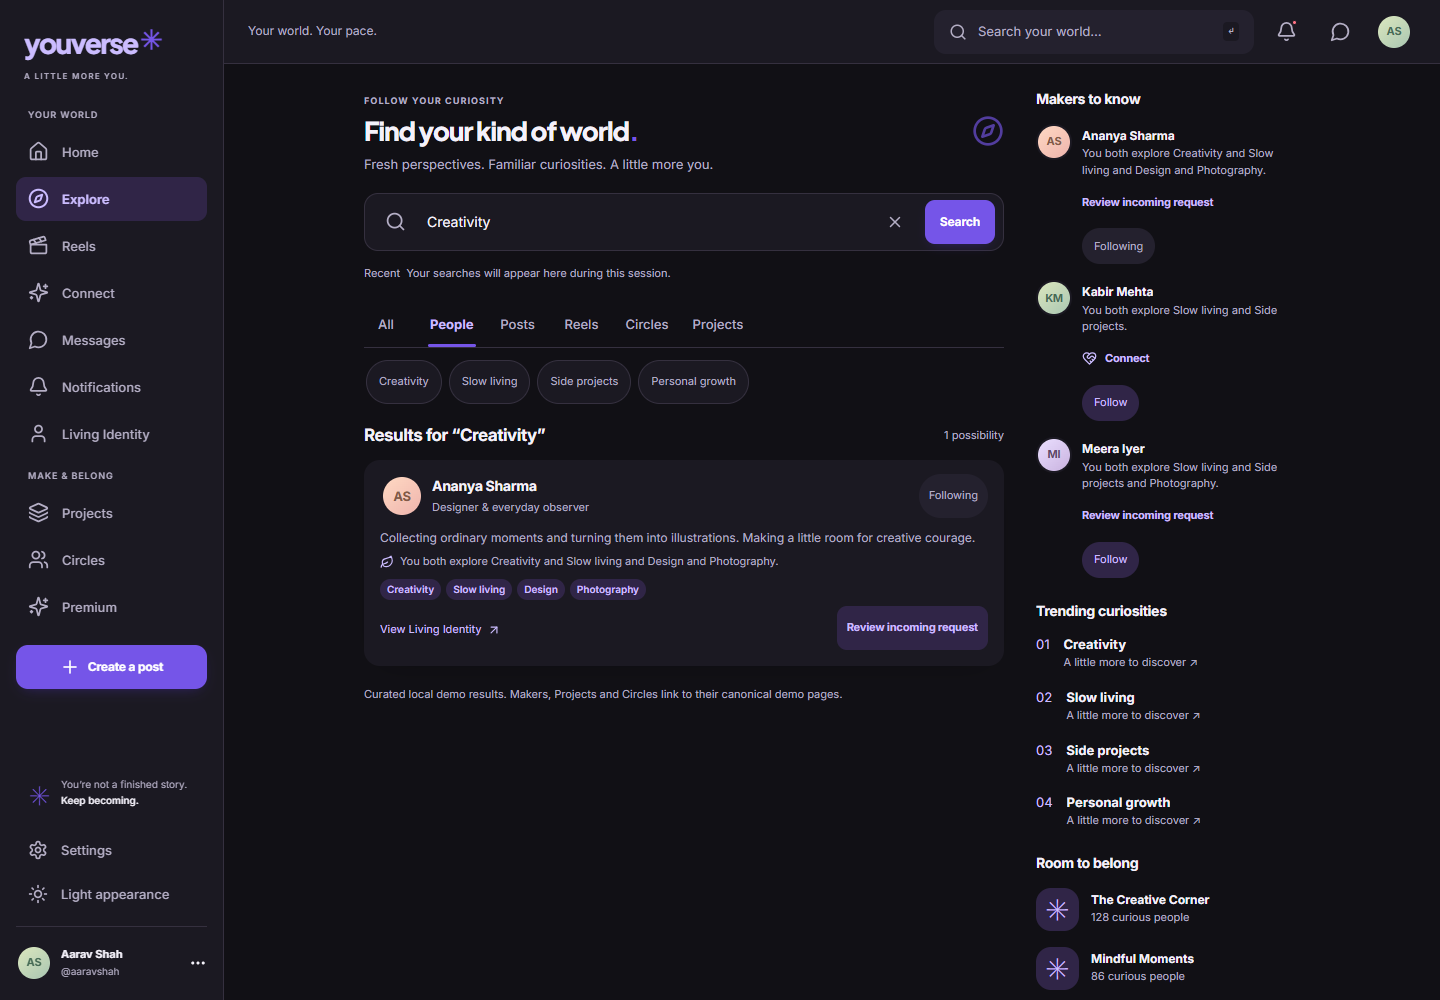 youverse
A LITTLE MORE YOU.
YOUR WORLD
Home
Explore
Reels
Connect
Messages
Notifications
Living Identity
MAKE & BELONG
Projects
Circles
Premium
Create a post
You're not a finished story.
Keep becoming.
Settings
Light appearance
AS
Aarav Shah
@aaravshah
Your world. Your pace.
Search your world...
AS
FOLLOW YOUR CURIOSITY
Find your kind of world.
Fresh perspectives. Familiar curiosities. A little more you.
Creativity
Search
Recent Your searches will appear here during this session.
All People Posts Reels Circles Projects
Creativity Slow living Side projects Personal growth
Results for “Creativity”
1 possibility
AS
Ananya Sharma
Designer & everyday observer
Following
Collecting ordinary moments and turning them into illustrations. Making a little room for creative courage.
You both explore Creativity and Slow living and Design and Photography.
Creativity Slow living Design Photography
View Living Identity
Review incoming request
Curated local demo results. Makers, Projects and Circles link to their canonical demo pages.
Makers to know
AS
Ananya Sharma
You both explore Creativity and Slow
living and Design and Photography.
Review incoming request
Following
KM
Kabir Mehta
You both explore Slow living and Side
projects.
Connect
Follow
MI
Meera Iyer
You both explore Slow living and Side
projects and Photography.
Review incoming request
Follow
Trending curiosities
01 Creativity
A little more to discover
02 Slow living
A little more to discover
03 Side projects
A little more to discover
04 Personal growth
A little more to discover
Room to belong
The Creative Corner
128 curious people
Mindful Moments
86 curious people